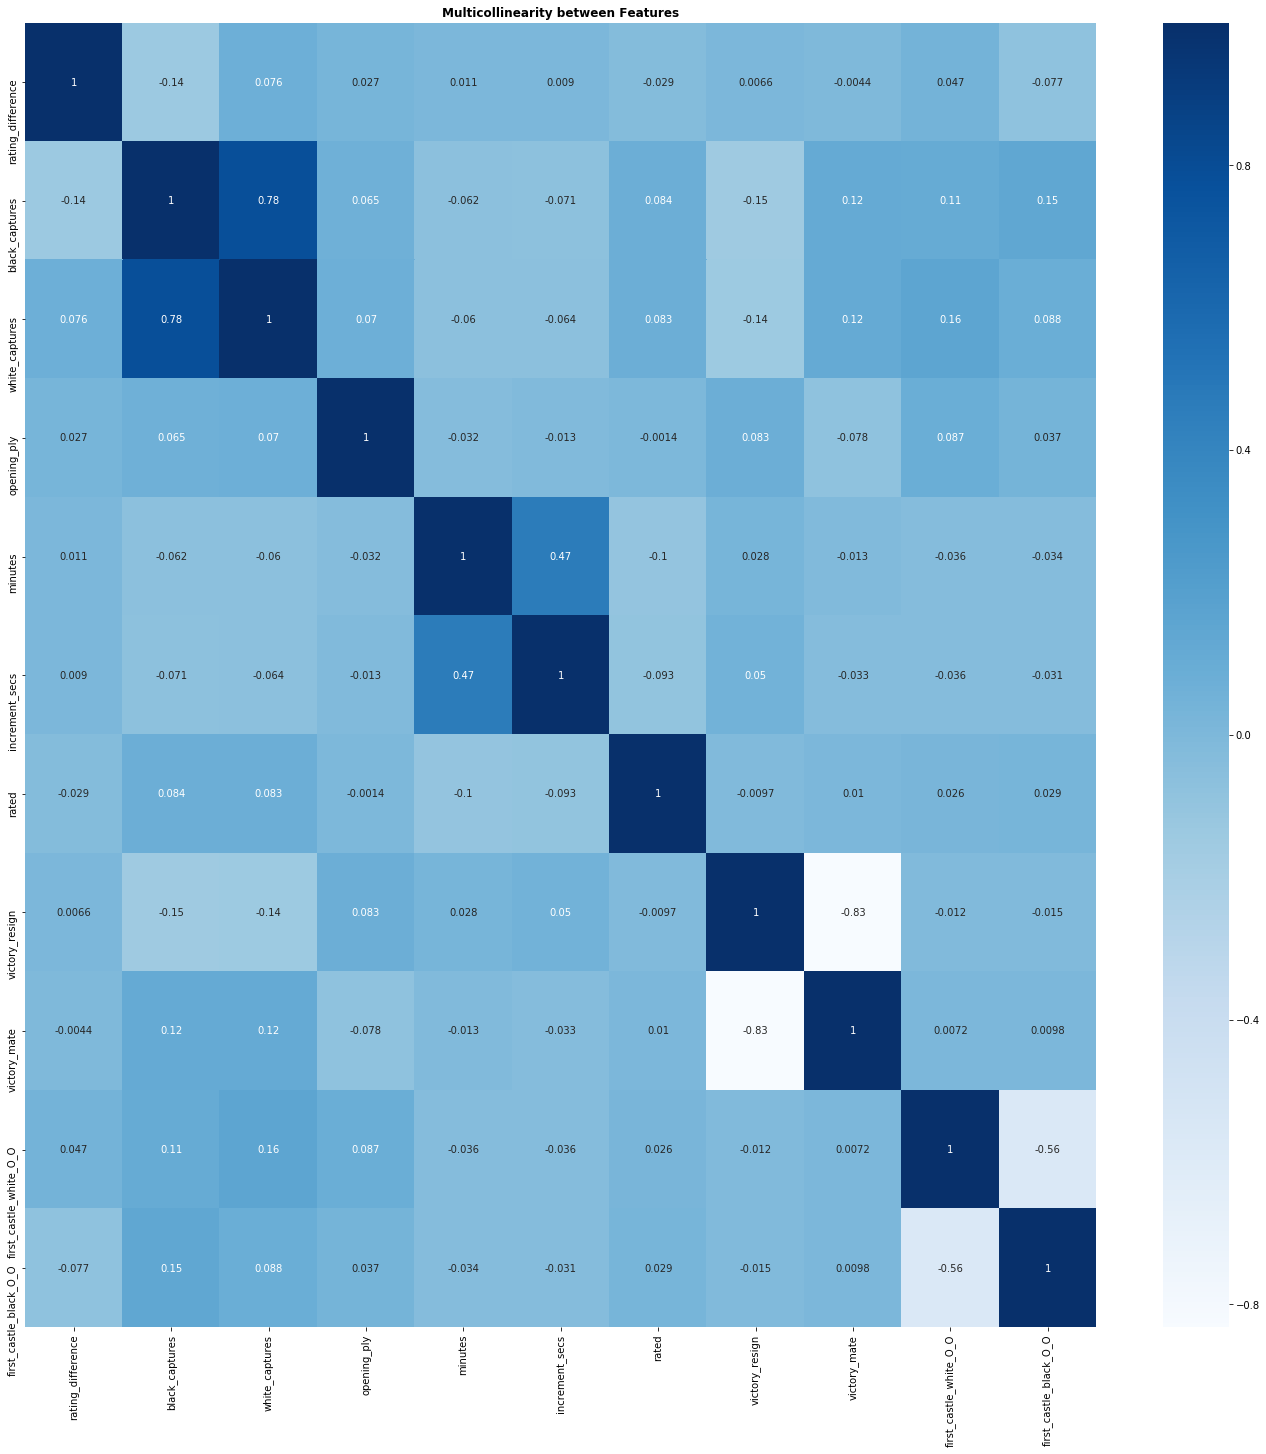 Multicollinearity between Features
rating_difference 1 -0.14 0.076 0.027 0.011 0.009 -0.029 0.0066 -0.0044 0.047 -0.077
black_captures -0.14 1 0.78 0.065 -0.062 -0.071 0.084 -0.15 0.12 0.11 0.15
white_captures 0.076 0.78 1 0.07 -0.06 -0.064 0.083 -0.14 0.12 0.16 0.088
opening_ply 0.027 0.065 0.07 1 -0.032 -0.013 -0.0014 0.083 -0.078 0.087 0.037
minutes 0.011 -0.062 -0.06 -0.032 1 0.47 -0.1 0.028 -0.013 -0.036 -0.034
increment_secs 0.009 -0.071 -0.064 -0.013 0.47 1 -0.093 0.05 -0.033 -0.036 -0.031
rated -0.029 0.084 0.083 -0.0014 -0.1 -0.093 1 -0.0097 0.01 0.026 0.029
victory_resign 0.0066 -0.15 -0.14 0.083 0.028 0.05 -0.0097 1 -0.83 -0.012 -0.015
victory_mate -0.0044 0.12 0.12 -0.078 -0.013 -0.033 0.01 -0.83 1 0.0072 0.0098
first_castle_white_O_O 0.047 0.11 0.16 0.087 -0.036 -0.036 0.026 -0.012 0.0072 1 -0.56
first_castle_black_O_O -0.077 0.15 0.088 0.037 -0.034 -0.031 0.029 -0.015 0.0098 -0.56 1
rating_difference
black_captures
white_captures
opening_ply
minutes
increment_secs
rated
victory_resign
victory_mate
first_castle_white_O_O
first_castle_black_O_O
0.8
0.4
0.0
−0.4
−0.8